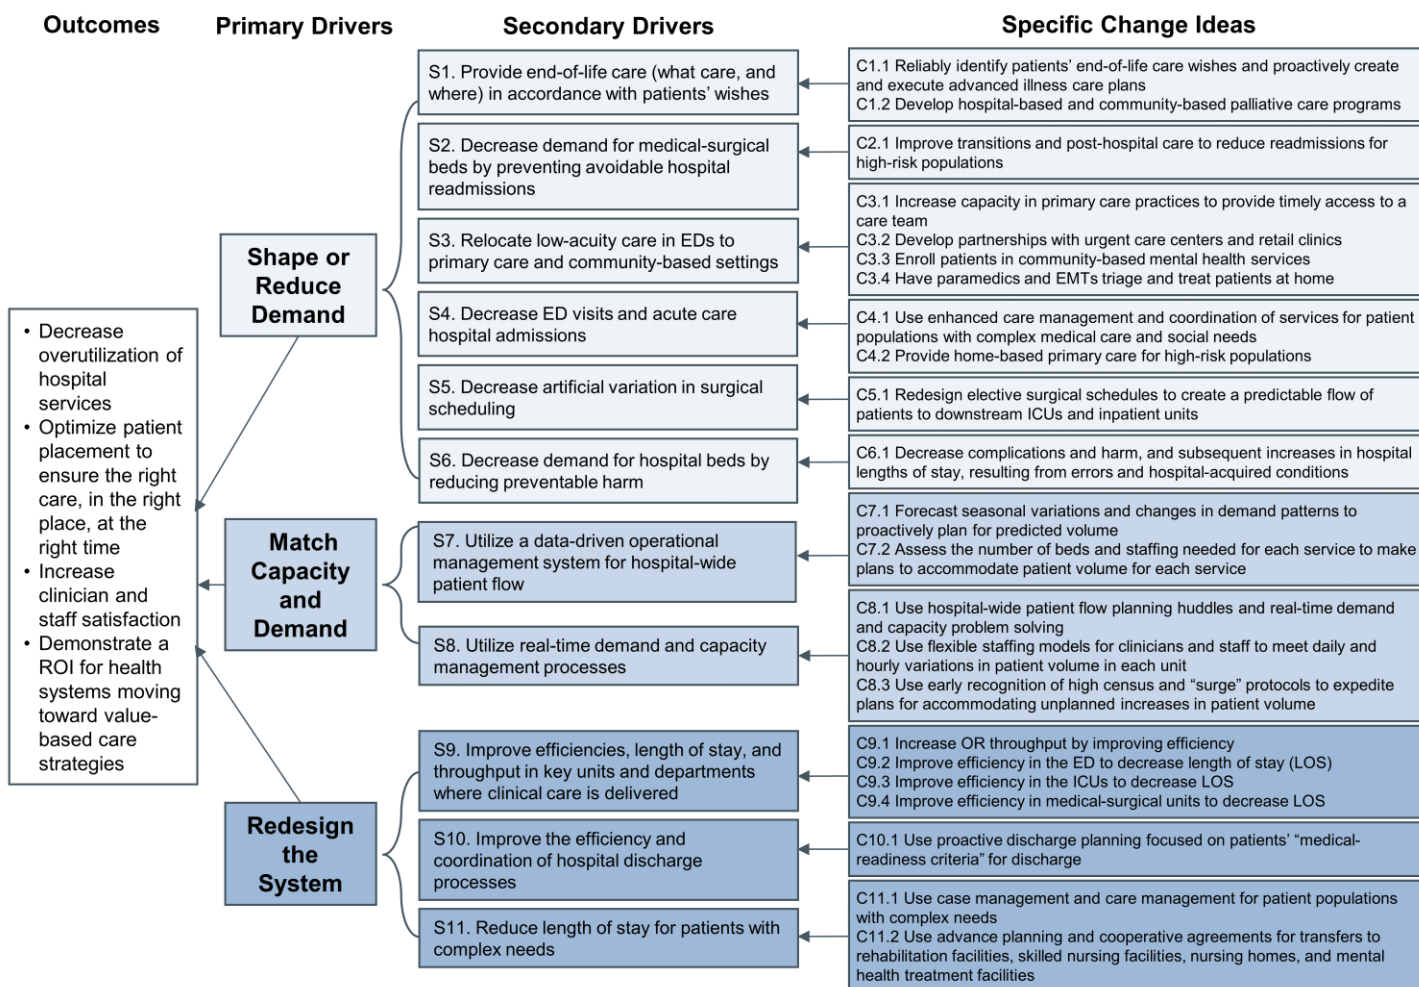 Outcomes
Primary Drivers
Secondary Drivers
Specific Change Ideas
• Decrease
overutilization of
hospital
services
• Optimize patient
placement to
ensure the right
care, in the right
place, at the
right time
• Increase
clinician and
staff satisfaction
• Demonstrate a
ROI for health
systems moving
toward value-
based care
strategies
Shape or
Reduce
Demand
S1. Provide end-of-life care (what care, and
where) in accordance with patients’ wishes
C1.1 Reliably identify patients’ end-of-life care wishes and proactively create
and execute advanced illness care plans
C1.2 Develop hospital-based and community-based palliative care programs
S2. Decrease demand for medical-surgical
beds by preventing avoidable hospital
readmissions
C2.1 Improve transitions and post-hospital care to reduce readmissions for
high-risk populations
S3. Relocate low-acuity care in EDs to
primary care and community-based settings
C3.1 Increase capacity in primary care practices to provide timely access to a
care team
C3.2 Develop partnerships with urgent care centers and retail clinics
C3.3 Enroll patients in community-based mental health services
C3.4 Have paramedics and EMTs triage and treat patients at home
S4. Decrease ED visits and acute care
hospital admissions
C4.1 Use enhanced care management and coordination of services for patient
populations with complex medical care and social needs
C4.2 Provide home-based primary care for high-risk populations
S5. Decrease artificial variation in surgical
scheduling
C5.1 Redesign elective surgical schedules to create a predictable flow of
patients to downstream ICUs and inpatient units
S6. Decrease demand for hospital beds by
reducing preventable harm
C6.1 Decrease complications and harm, and subsequent increases in hospital
lengths of stay, resulting from errors and hospital-acquired conditions
Match
Capacity
and
Demand
S7. Utilize a data-driven operational
management system for hospital-wide
patient flow
C7.1 Forecast seasonal variations and changes in demand patterns to
proactively plan for predicted volume
C7.2 Assess the number of beds and staffing needed for each service to make
plans to accommodate patient volume for each service
S8. Utilize real-time demand and capacity
management processes
C8.1 Use hospital-wide patient flow planning huddles and real-time demand
and capacity problem solving
C8.2 Use flexible staffing models for clinicians and staff to meet daily and
hourly variations in patient volume in each unit
C8.3 Use early recognition of high census and “surge” protocols to expedite
plans for accommodating unplanned increases in patient volume
Redesign
the
System
S9. Improve efficiencies, length of stay, and
throughput in key units and departments
where clinical care is delivered
C9.1 Increase OR throughput by improving efficiency
C9.2 Improve efficiency in the ED to decrease length of stay (LOS)
C9.3 Improve efficiency in the ICUs to decrease LOS
C9.4 Improve efficiency in medical-surgical units to decrease LOS
S10. Improve the efficiency and
coordination of hospital discharge
processes
C10.1 Use proactive discharge planning focused on patients’ “medical-
readiness criteria” for discharge
S11. Reduce length of stay for patients with
complex needs
C11.1 Use case management and care management for patient populations
with complex needs
C11.2 Use advance planning and cooperative agreements for transfers to
rehabilitation facilities, skilled nursing facilities, nursing homes, and mental
health treatment facilities